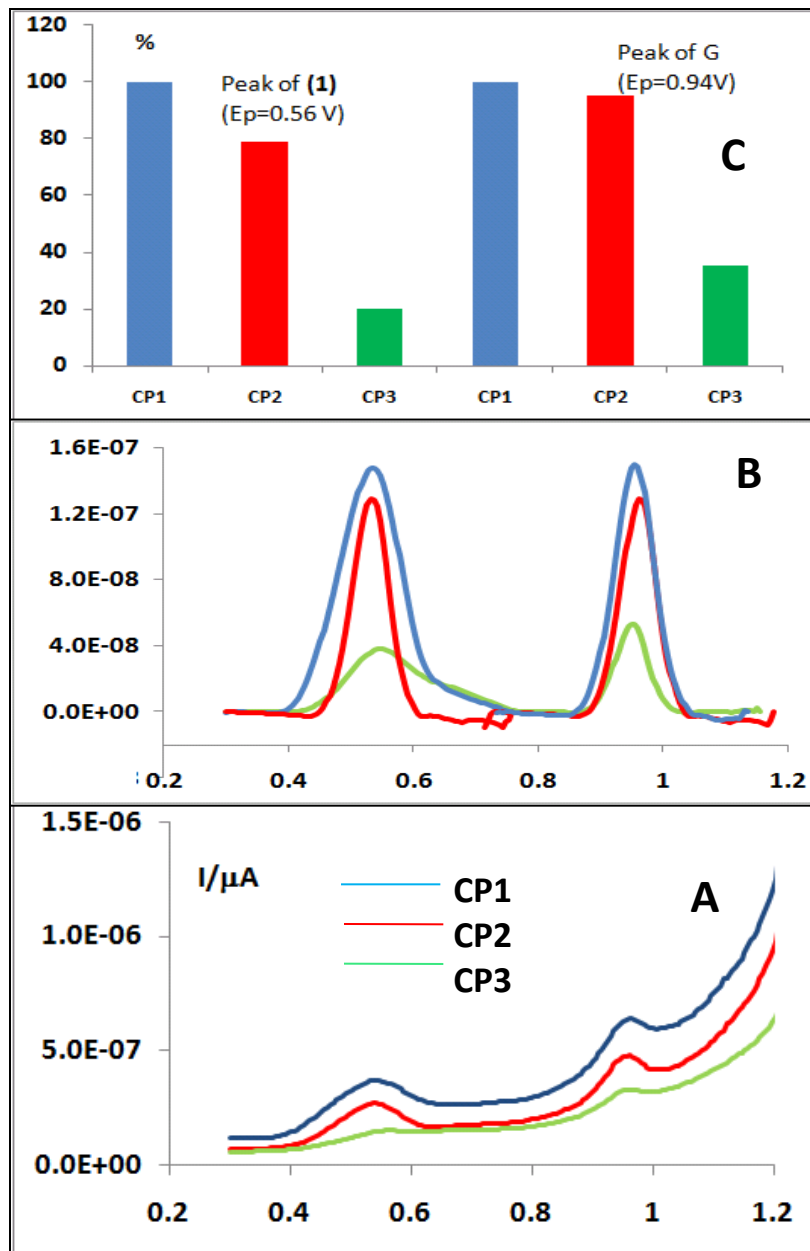 120
%
Peak of (1)
(Ep=0.56 V)
Peak of G
(Ep=0.94V)
100
80
C
60
40
20
0
CP1 CP2 CP3 CP1 CP2 CP3
1.6E-07
B
1.2E-07
8.0E-08
4.0E-08
0.0E+00
0.2 0.4 0.6 0.8 1 1.2
1.5E-06
I/μA
CP1
A
CP2
1.0E-06
CP3
5.0E-07
0.0E+00
0.2 0.4 0.6 0.8 1 1.2